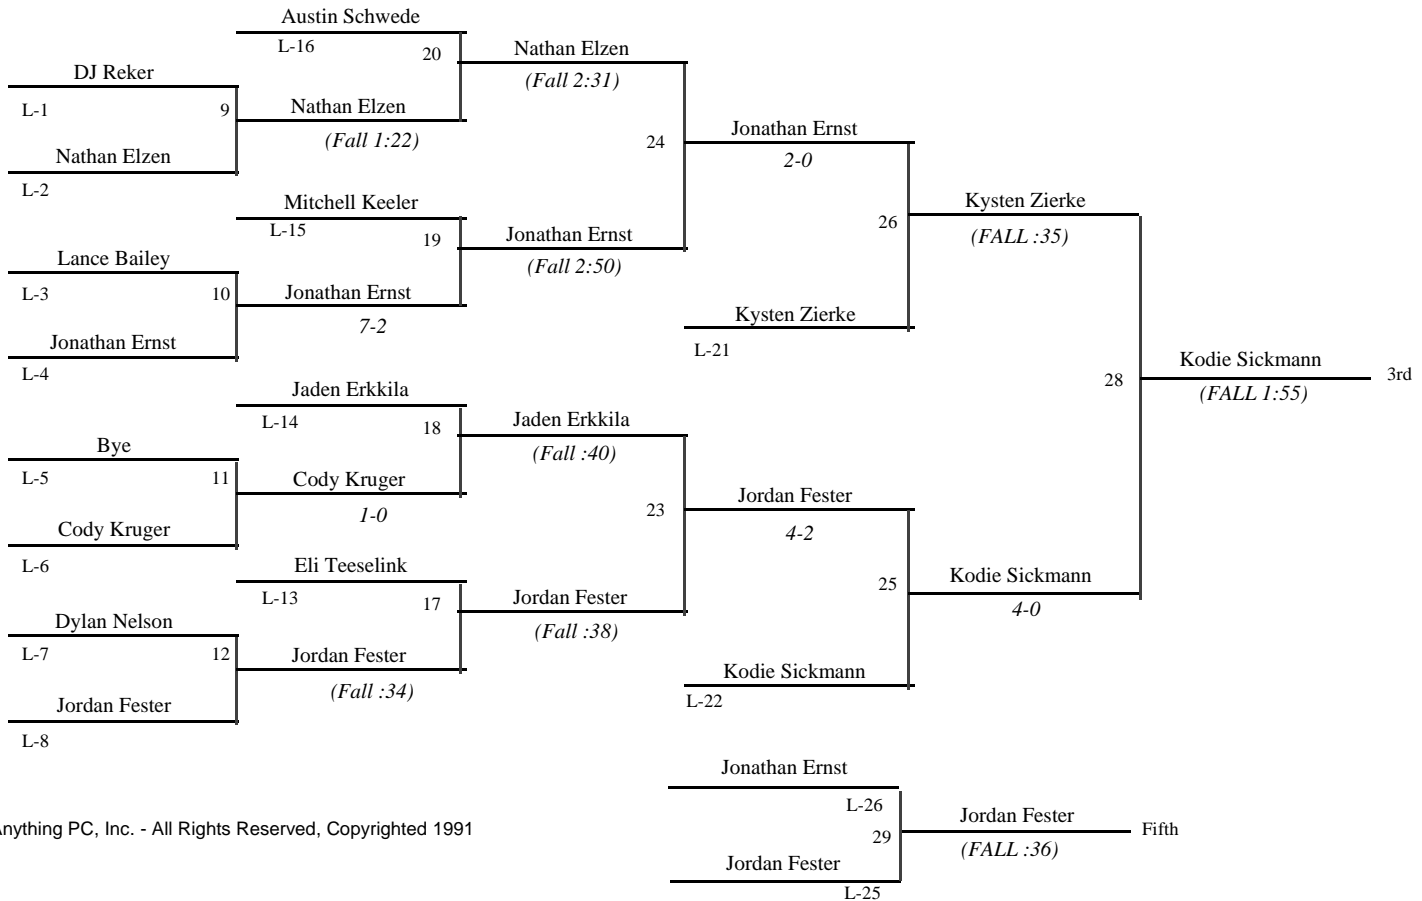 Austin Schwede
L-16
20
Nathan Elzen
(Fall 2:31)
DJ Reker
L-1
9
Nathan Elzen
(Fall 1:22)
Nathan Elzen
L-2
24
Jonathan Ernst
2-0
Mitchell Keeler
L-15
19
Jonathan Ernst
(Fall 2:50)
Lance Bailey
L-3
10
Jonathan Ernst
7-2
Jonathan Ernst
L-4
26
Kysten Zierke
(FALL :35)
Kysten Zierke
L-21
Jaden Erkkila
L-14
18
Jaden Erkkila
(Fall :40)
Bye
L-5
11
Cody Kruger
1-0
Cody Kruger
L-6
23
Jordan Fester
4-2
28
Kodie Sickmann
(FALL 1:55)
3rd
Eli Teeselink
L-13
17
Jordan Fester
(Fall :38)
Dylan Nelson
L-7
12
Jordan Fester
(Fall :34)
Jordan Fester
L-8
25
Kodie Sickmann
4-0
Kodie Sickmann
L-22
Jonathan Ernst
L-26
29
Jordan Fester
(FALL :36)
Fifth
Jordan Fester
L-25
nything PC, Inc. - All Rights Reserved, Copyrighted 1991